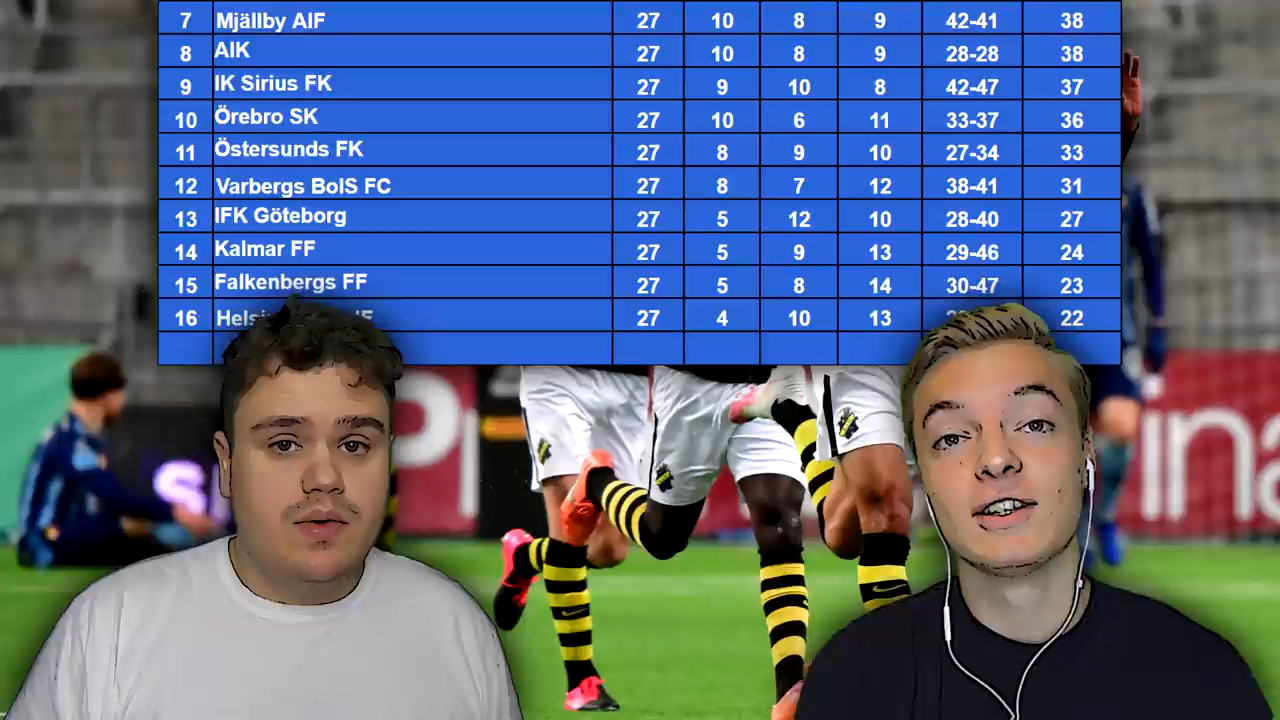 7 Mjällby AIF 27 10 8 9 42-41 38
8 AIK 27 10 8 9 28-28 38
9 IK Sirius FK 27 9 10 8 42-47 37
10 Örebro SK 27 10 6 11 33-37 36
11 Östersunds FK 27 8 9 10 27-34 33
12 Varbergs BoIS FC 27 8 7 12 38-41 31
13 IFK Göteborg 27 5 12 10 28-40 27
14 Kalmar FF 27 5 9 13 29-46 24
15 Falkenbergs FF 27 5 8 14 30-47 23
16 27 4 10 13 22